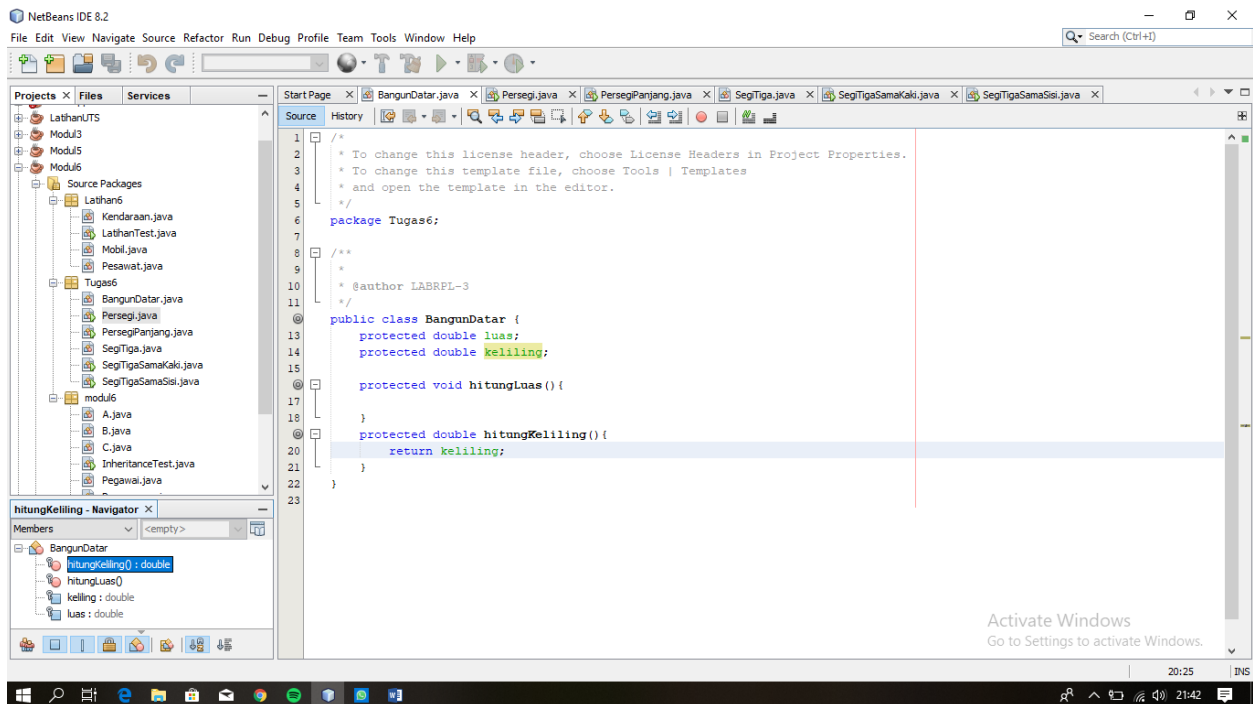 NetBeans IDE 8.2
File Edit View Navigate Source Refactor Run Debug Profile Team Tools Window Help
Search (Ctrl+I)
Projects Files Services
Start Page BangunDatar.java Persegi.java PersegiPanjang.java SegiTiga.java SegiTigaSamaKaki.java SegiTigaSamaSisi.java
Source History
LatihanUTS
Modul3
Modul5
Modul6
Source Packages
Latihan6
Kendaraan.java
LatihanTest.java
Mobil.java
Pesawat.java
Tugas6
BangunDatar.java
Persegi.java
PersegiPanjang.java
SegiTiga.java
SegiTigaSamaKaki.java
SegiTigaSamaSisi.java
modul6
A.java
B.java
C.java
InheritanceTest.java
Pegawai.java
1 /*
2 * To change this license header, choose License Headers in Project Properties.
3 * To change this template file, choose Tools | Templates
4 * and open the template in the editor.
5 */
6 package Tugas6;
7
8 /**
9 *
10 * @author LABRPL-3
11 */
public class BangunDatar {
13 protected double luas;
14 protected double keliling;
15
protected void hitungLuas(){
17
18 }
protected double hitungKeliling(){
20 return keliling;
21 }
22 }
23
hitungKeliling - Navigator
Members <empty>
BangunDatar
hitungKeliling() : double
hitungLuas()
keliling : double
luas : double
Activate Windows
Go to Settings to activate Windows.
20:25 INS
21:42